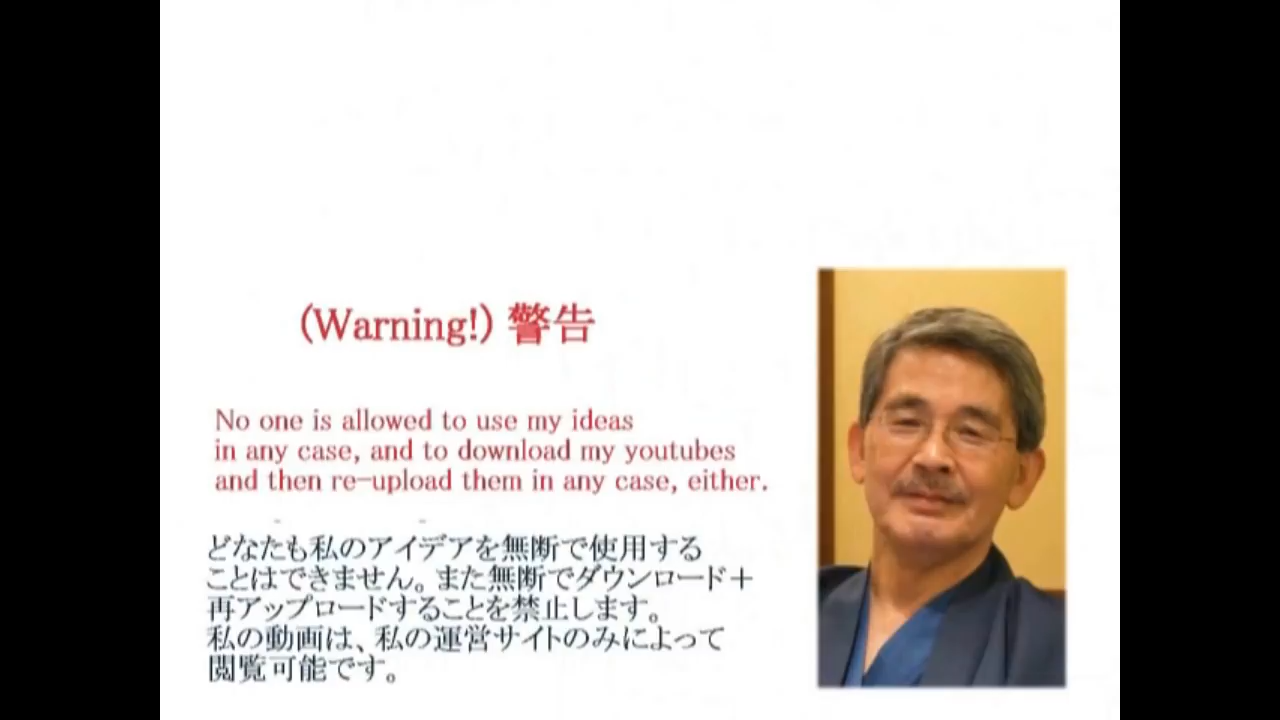 (Warning!) 警告
No one is allowed to use my ideas
in any case, and to download my youtubes
and then re-upload them in any case, either.
どなたも私のアイデアを無断で使用する
ことはできません。また無断でダウンロード＋
再アップロードすることを禁止します。
私の動画は、私の運営サイトのみによって
閲覧可能です。